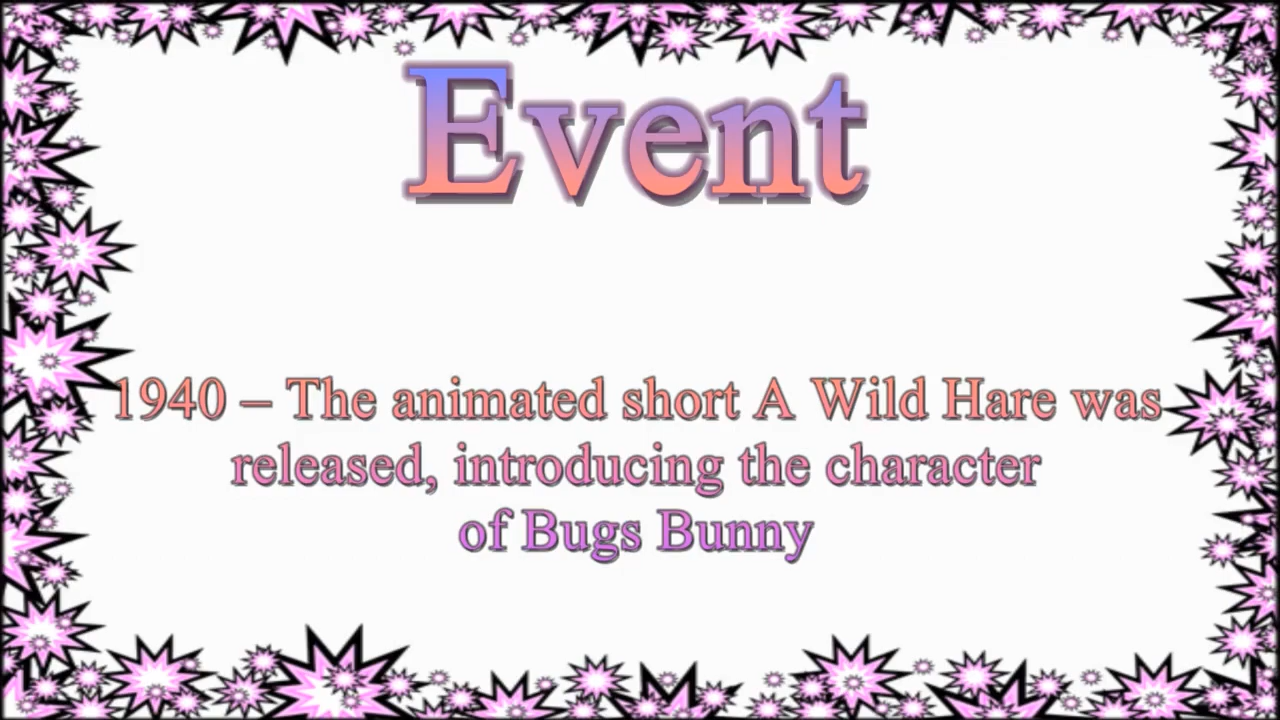 Event
1940 – The animated short A Wild Hare was
released, introducing the character
of Bugs Bunny